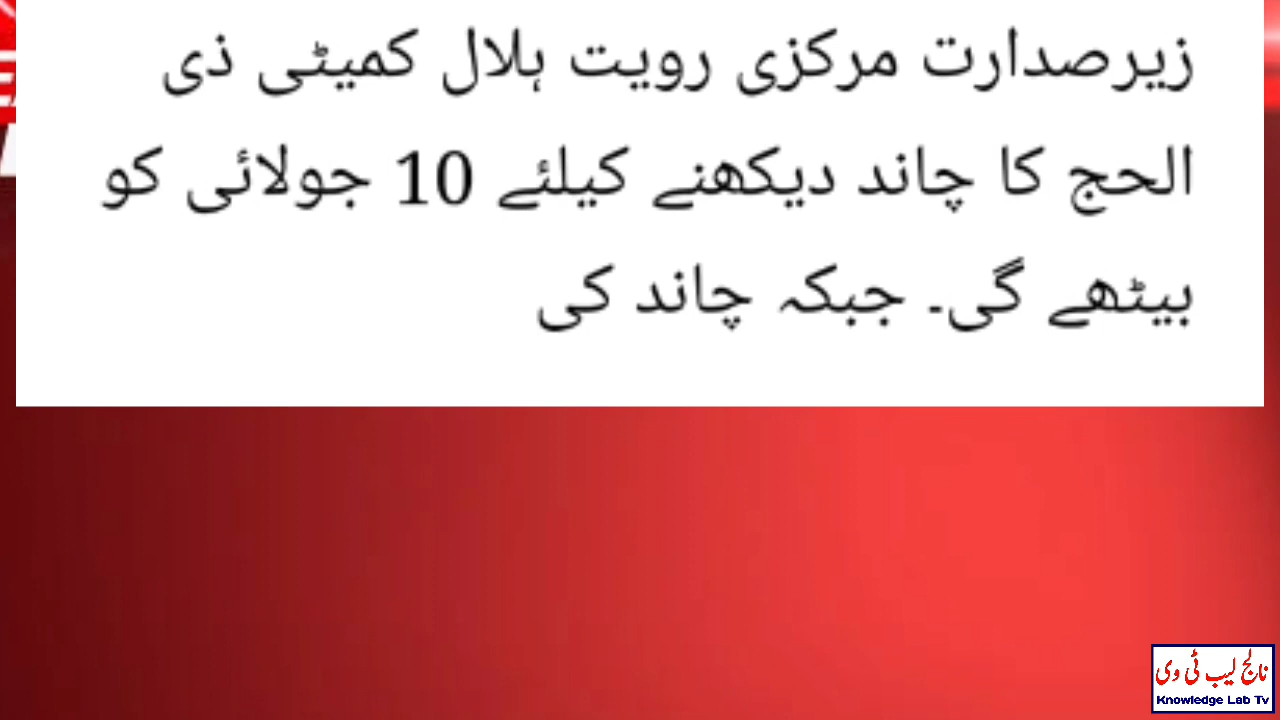 زیرصدارت مرکزی رویت ہلال کمیٹی ذی
الحج کا چاند دیکھنے کیلئے 10 جولائی کو
بیٹھے گی۔ جبکہ چاند کی
نالج لیب ٹی وی
Knowledge Lab Tv